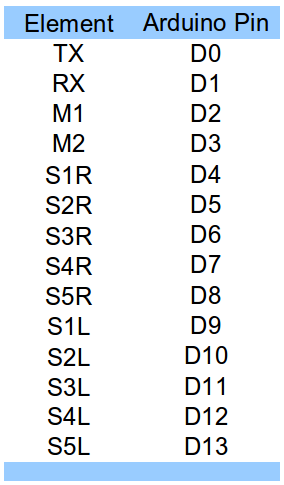 Element Arduino Pin
TX D0
RX D1
M1 D2
M2 D3
S1R D4
S2R D5
S3R D6
S4R D7
S5R D8
S1L D9
S2L D10
S3L D11
S4L D12
S5L D13